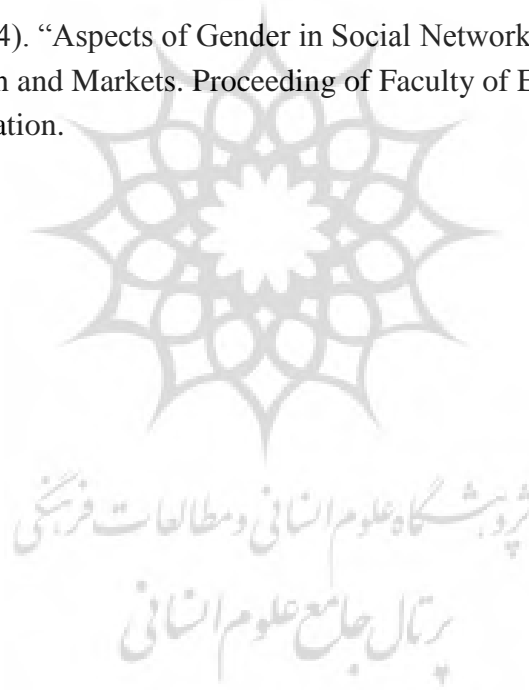 4). “Aspects of Gender in Social Network
n and Markets. Proceeding of Faculty of E
ation.
پژوهشگاه علوم انسانی و مطالعات فرهنگی
پرتال جامع علوم انسانی